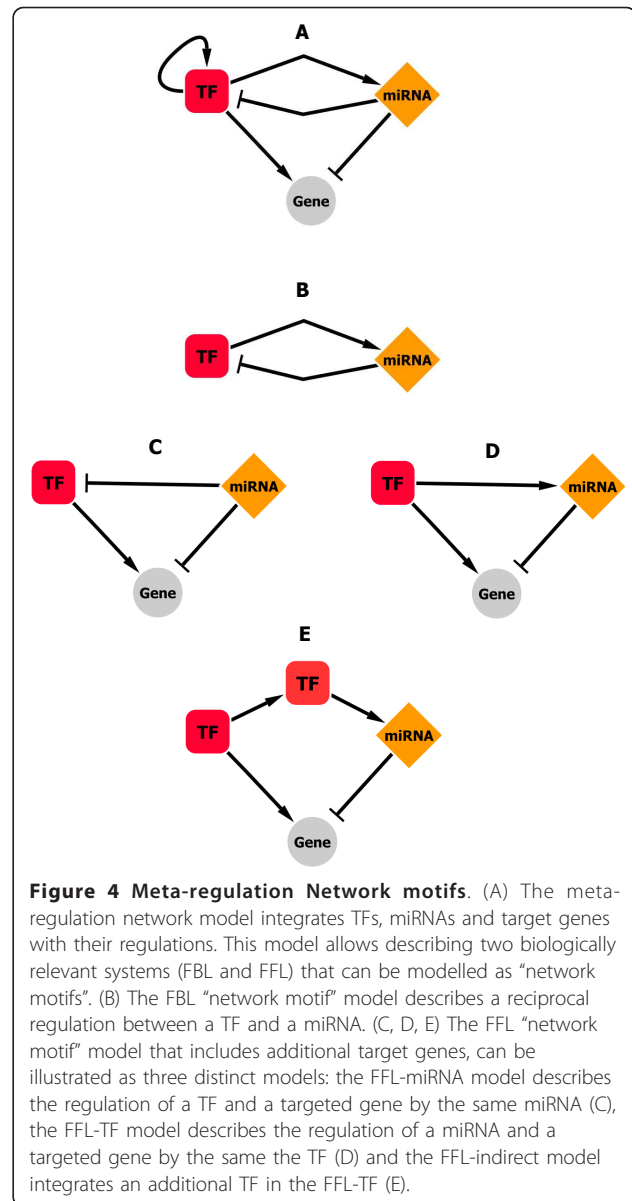 A
TF
miRNA
Gene
B
TF
miRNA
C
TF
miRNA
Gene
D
TF
miRNA
Gene
E
TF
TF
miRNA
Gene
Figure 4 Meta-regulation Network motifs. (A) The meta-
regulation network model integrates TFs, miRNAs and target genes
with their regulations. This model allows describing two biologically
relevant systems (FBL and FFL) that can be modelled as “network
motifs”. (B) The FBL “network motif” model describes a reciprocal
regulation between a TF and a miRNA. (C, D, E) The FFL “network
motif” model that includes additional target genes, can be
illustrated as three distinct models: the FFL-miRNA model describes
the regulation of a TF and a targeted gene by the same miRNA (C),
the FFL-TF model describes the regulation of a miRNA and a
targeted gene by the same the TF (D) and the FFL-indirect model
integrates an additional TF in the FFL-TF (E).